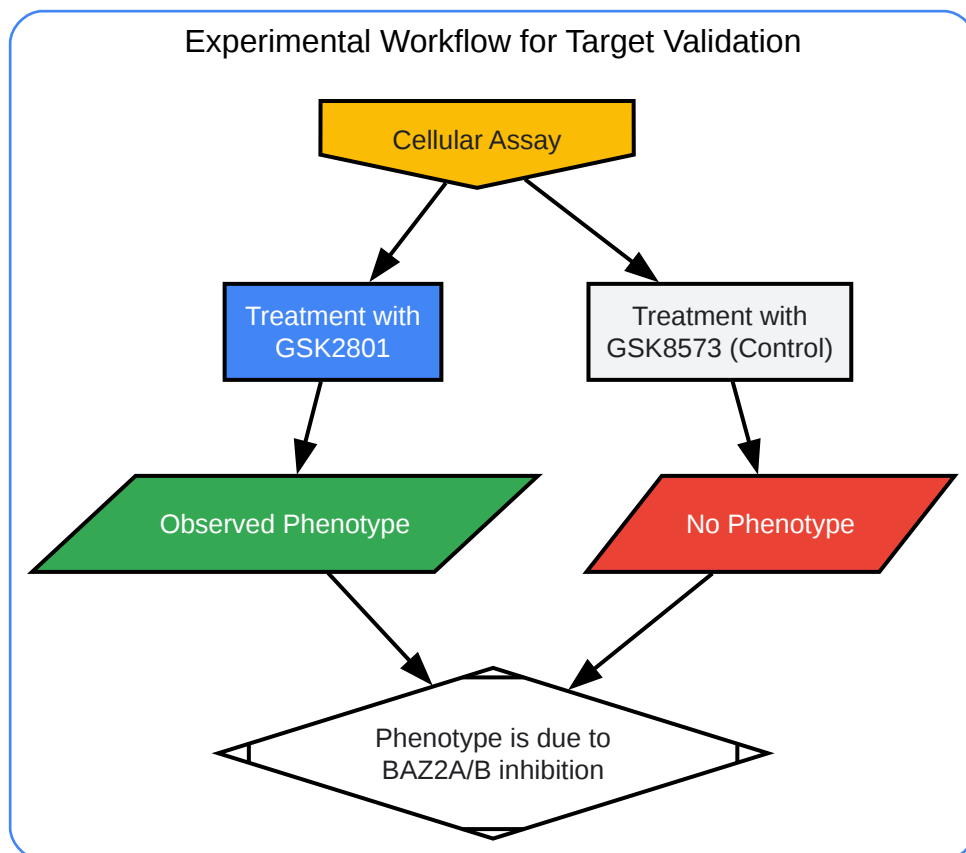 Experimental Workflow for Target Validation
Cellular Assay
Treatment with
GSK2801
Treatment with
GSK8573 (Control)
Observed Phenotype
No Phenotype
Phenotype is due to
BAZ2A/B inhibition